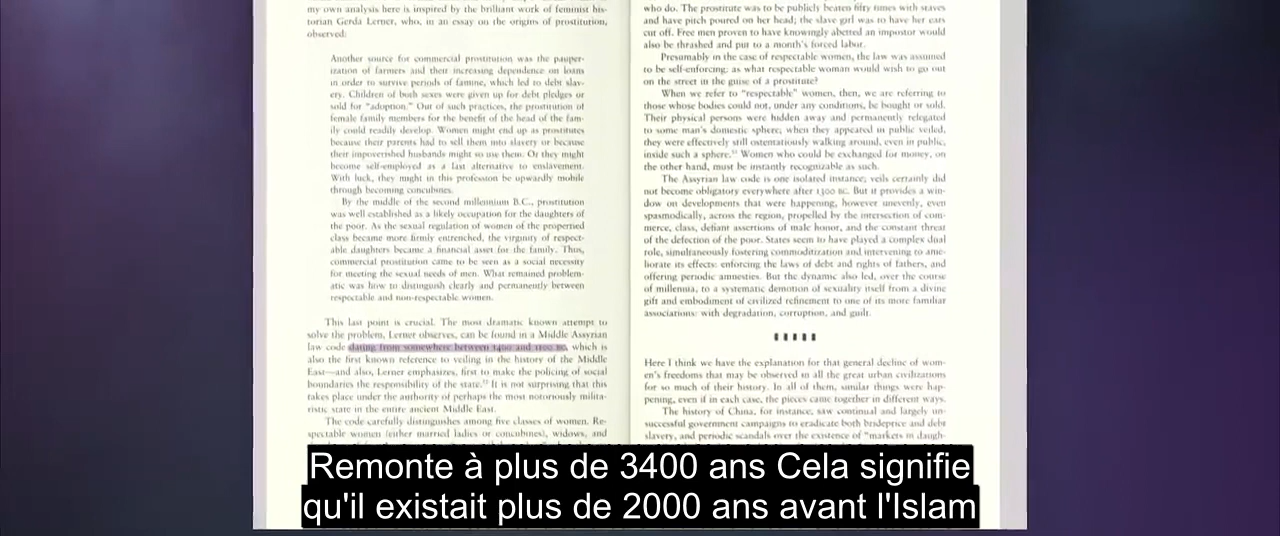 my own analysis here is inspired by the brilliant work of feminist his-
torian Gerda Lerner, who, in an essay on the origins of prostitution,
observed:
Another source for commercial prostitution was the pauper-
ization of farmers and their increasing dependence on loans
in order to survive periods of famine, which led to debt slav-
ery. Children of both sexes were given up for debt pledges or
sold for "adoption." Out of such practices, the prostitution of
female family members for the benefit of the head of the fam-
ily could readily develop. Women might end up as prostitutes
because their parents had to sell them into slavery or because
their impoverished husbands might so use them. Or they might
become self-employed as a last alternative to enslavement.
With luck, they might in this profession be upwardly mobile
through becoming concubines.
By the middle of the second millennium B.C., prostitution
was well established as a likely occupation for the daughters of
the poor. As the sexual regulation of women of the propertied
class became more firmly entrenched, the virginity of respect-
able daughters became a financial asset for the family. Thus,
commercial prostitution came to be seen as a social necessity
for meeting the sexual needs of men. What remained problem-
atic was how to distinguish clearly and permanently between
respectable and non-respectable women.
This last point is crucial. The most dramatic known attempt to
solve the problem, Lerner observes, can be found in a Middle Assyrian
law code dating from somewhere between 1400 and 1100 BC, which is
also the first known reference to veiling in the history of the Middle
East—and also, Lerner emphasizes, first to make the policing of social
boundaries the responsibility of the state. It is not surprising that this
takes place under the authority of perhaps the most notoriously milita-
ristic state in the entire ancient Middle East.
The code carefully distinguishes among five classes of women. Re-
spectable women (either married ladies or concubines), widows, and
who do. The prostitute was to be publicly beaten fifty times with staves
and have pitch poured on her head; the slave girl was to have her ears
cut off. Free men proven to have knowingly abetted an impostor would
also be thrashed and put to a month's forced labor.
Presumably in the case of respectable women, the law was assumed
to be self-enforcing: as what respectable woman would wish to go out
on the street in the guise of a prostitute?
When we refer to "respectable" women, then, we are referring to
those whose bodies could not, under any conditions, be bought or sold.
Their physical persons were hidden away and permanently relegated
to some man's domestic sphere; when they appeared in public veiled,
they were effectively still ostentatiously walking around, even in public,
inside such a sphere. Women who could be exchanged for money, on
the other hand, must be instantly recognizable as such.
The Assyrian law code is one isolated instance; veils certainly did
not become obligatory everywhere after 1300 BC. But it provides a win-
dow on developments that were happening, however unevenly, even
spasmodically, across the region, propelled by the intersection of com-
merce, class, defiant assertions of male honor, and the constant threat
of the defection of the poor. States seem to have played a complex dual
role, simultaneously fostering commoditization and intervening to ame-
liorate its effects: enforcing the laws of debt and rights of fathers, and
offering periodic amnesties. But the dynamic also led, over the course
of millennia, to a systematic demotion of sexuality itself from a divine
gift and embodiment of civilized refinement to one of its more familiar
associations: with degradation, corruption, and guilt.
Here I think we have the explanation for that general decline of wom-
en's freedoms that may be observed in all the great urban civilizations
for so much of their history. In all of them, similar things were hap-
pening, even if in each case, the pieces came together in different ways.
The history of China, for instance, saw continual and largely un-
successful government campaigns to eradicate both brideprice and debt
slavery, and periodic scandals over the existence of "markets in daugh-
Remonte à plus de 3400 ans Cela signifie
qu'il existait plus de 2000 ans avant l'Islam